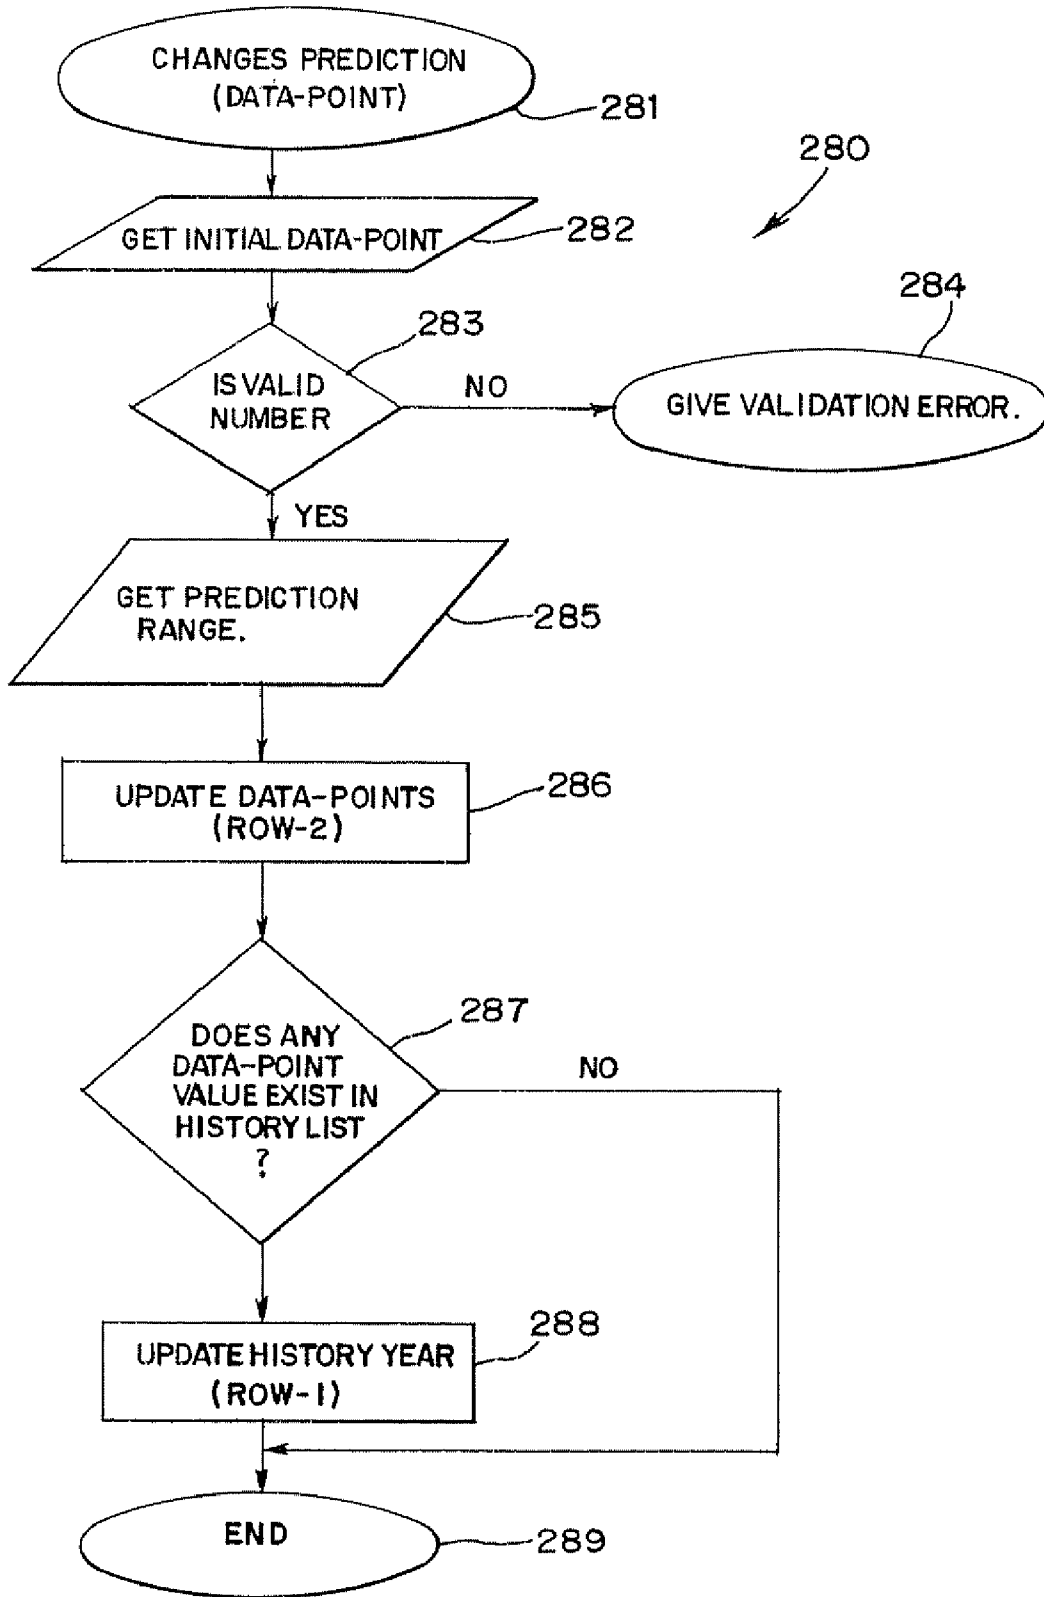 CHANGES PREDICTION
(DATA-POINT)
281
280
GET INITIAL DATA-POINT
282
283
284
IS VALID
NUMBER
NO
GIVE VALIDATION ERROR.
YES
GET PREDICTION
RANGE.
285
UPDATE DATA-POINTS
(ROW-2)
286
287
DOES ANY
DATA-POINT
VALUE EXIST IN
HISTORY LIST
?
NO
288
UPDATE HISTORY YEAR
(ROW-1)
END
289